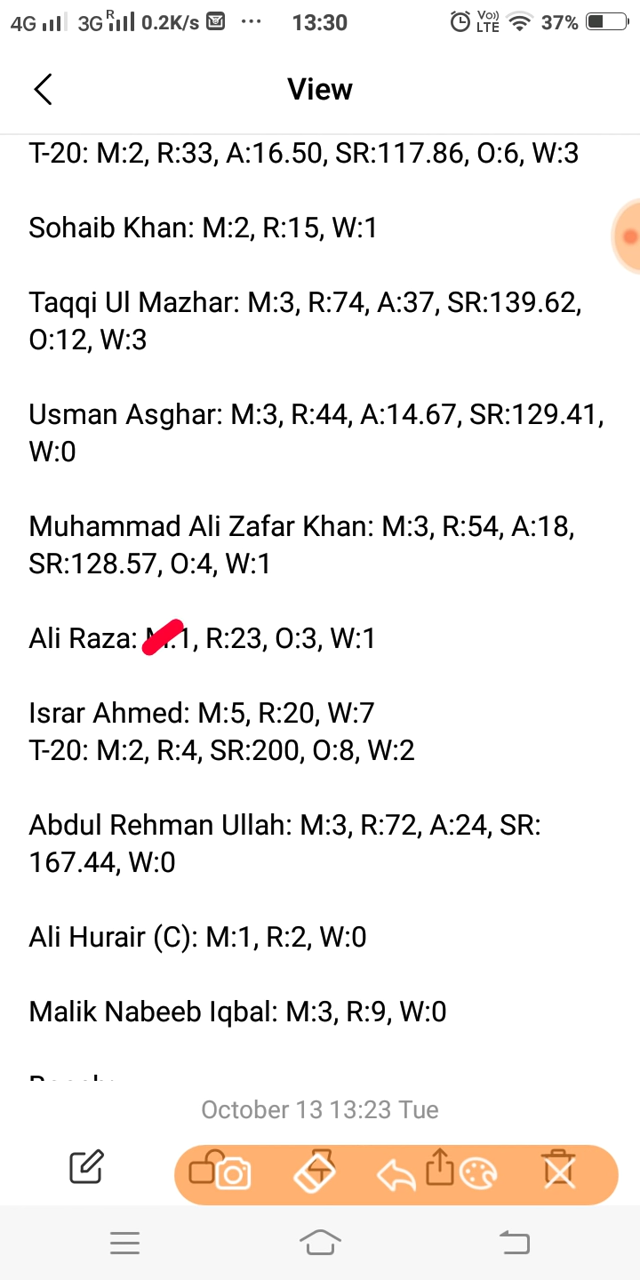 4G 3G R 0.2K/s ... 13:30 Vo)) LTE 37%
View
T-20: M:2, R:33, A:16.50, SR:117.86, O:6, W:3
Sohaib Khan: M:2, R:15, W:1
Taqqi Ul Mazhar: M:3, R:74, A:37, SR:139.62,
O:12, W:3
Usman Asghar: M:3, R:44, A:14.67, SR:129.41,
W:0
Muhammad Ali Zafar Khan: M:3, R:54, A:18,
SR:128.57, O:4, W:1
Ali Raza: M:1, R:23, O:3, W:1
Israr Ahmed: M:5, R:20, W:7
T-20: M:2, R:4, SR:200, O:8, W:2
Abdul Rehman Ullah: M:3, R:72, A:24, SR:
167.44, W:0
Ali Hurair (C): M:1, R:2, W:0
Malik Nabeeb Iqbal: M:3, R:9, W:0
October 13 13:23 Tue